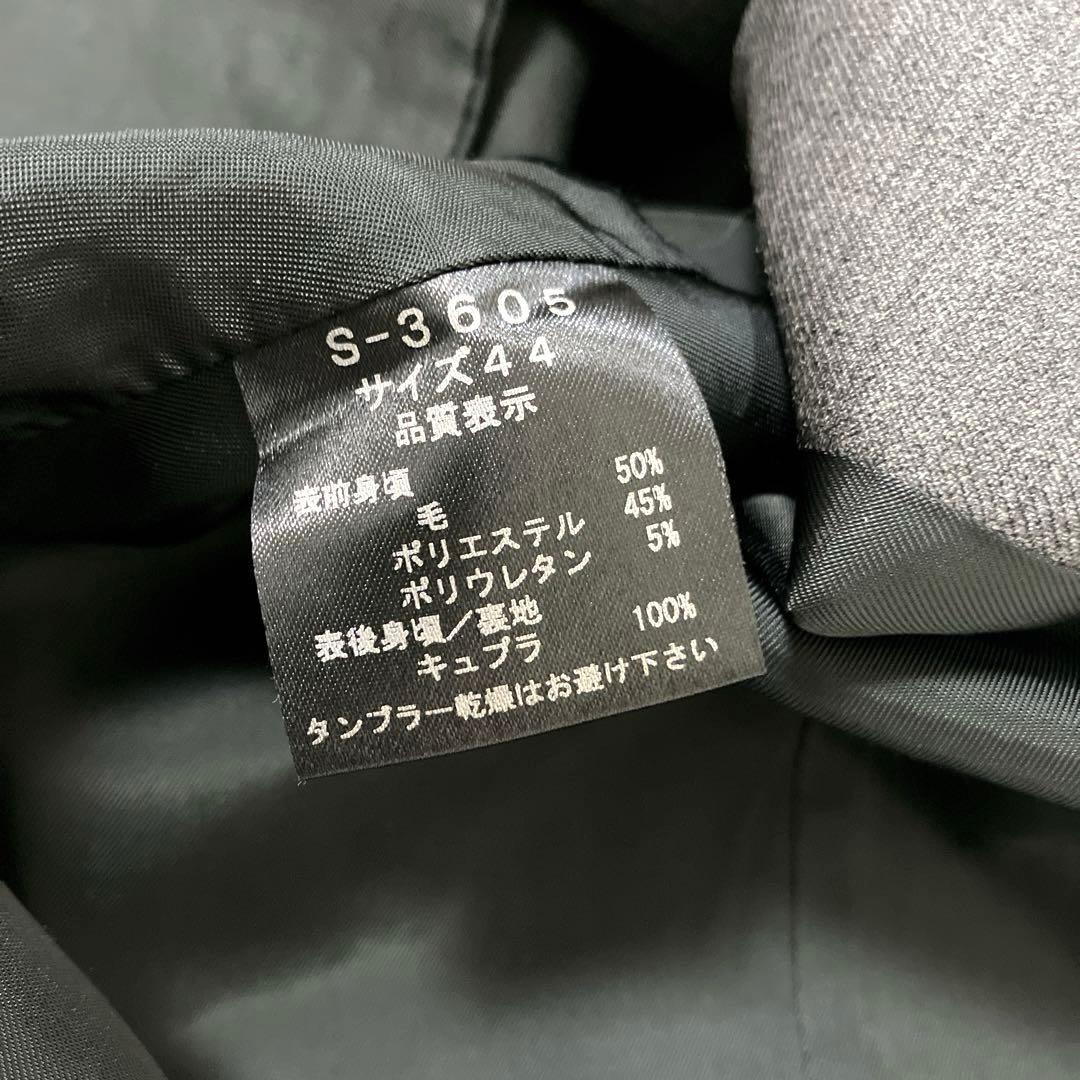 S-3605
サイズ44
品質表示
表前身頃
毛 50%
ポリエステル 45%
ポリウレタン 5%
表後身頃/裏地
キュプラ 100%
タンブラー乾燥はお避け下さい